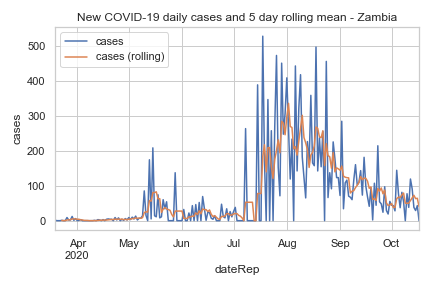 New COVID-19 daily cases and 5 day rolling mean - Zambia
cases
cases (rolling)
cases
500
400
300
200
100
0
Apr
2020
May
Jun
Jul
Aug
Sep
Oct
dateRep